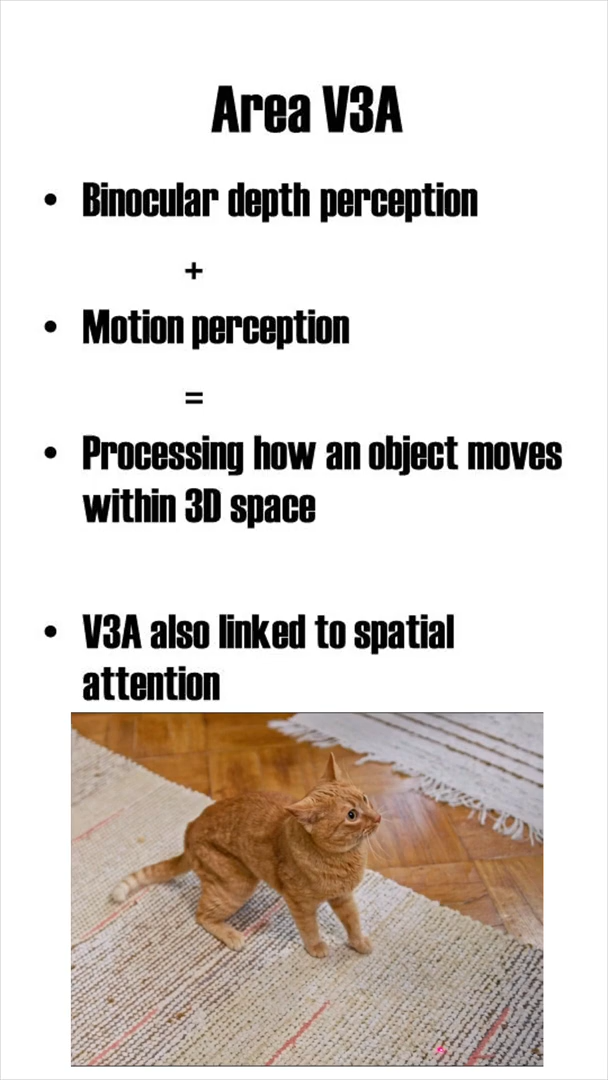 Area V3A
• Binocular depth perception
+
• Motion perception
=
• Processing how an object moves
within 3D space
• V3A also linked to spatial
attention